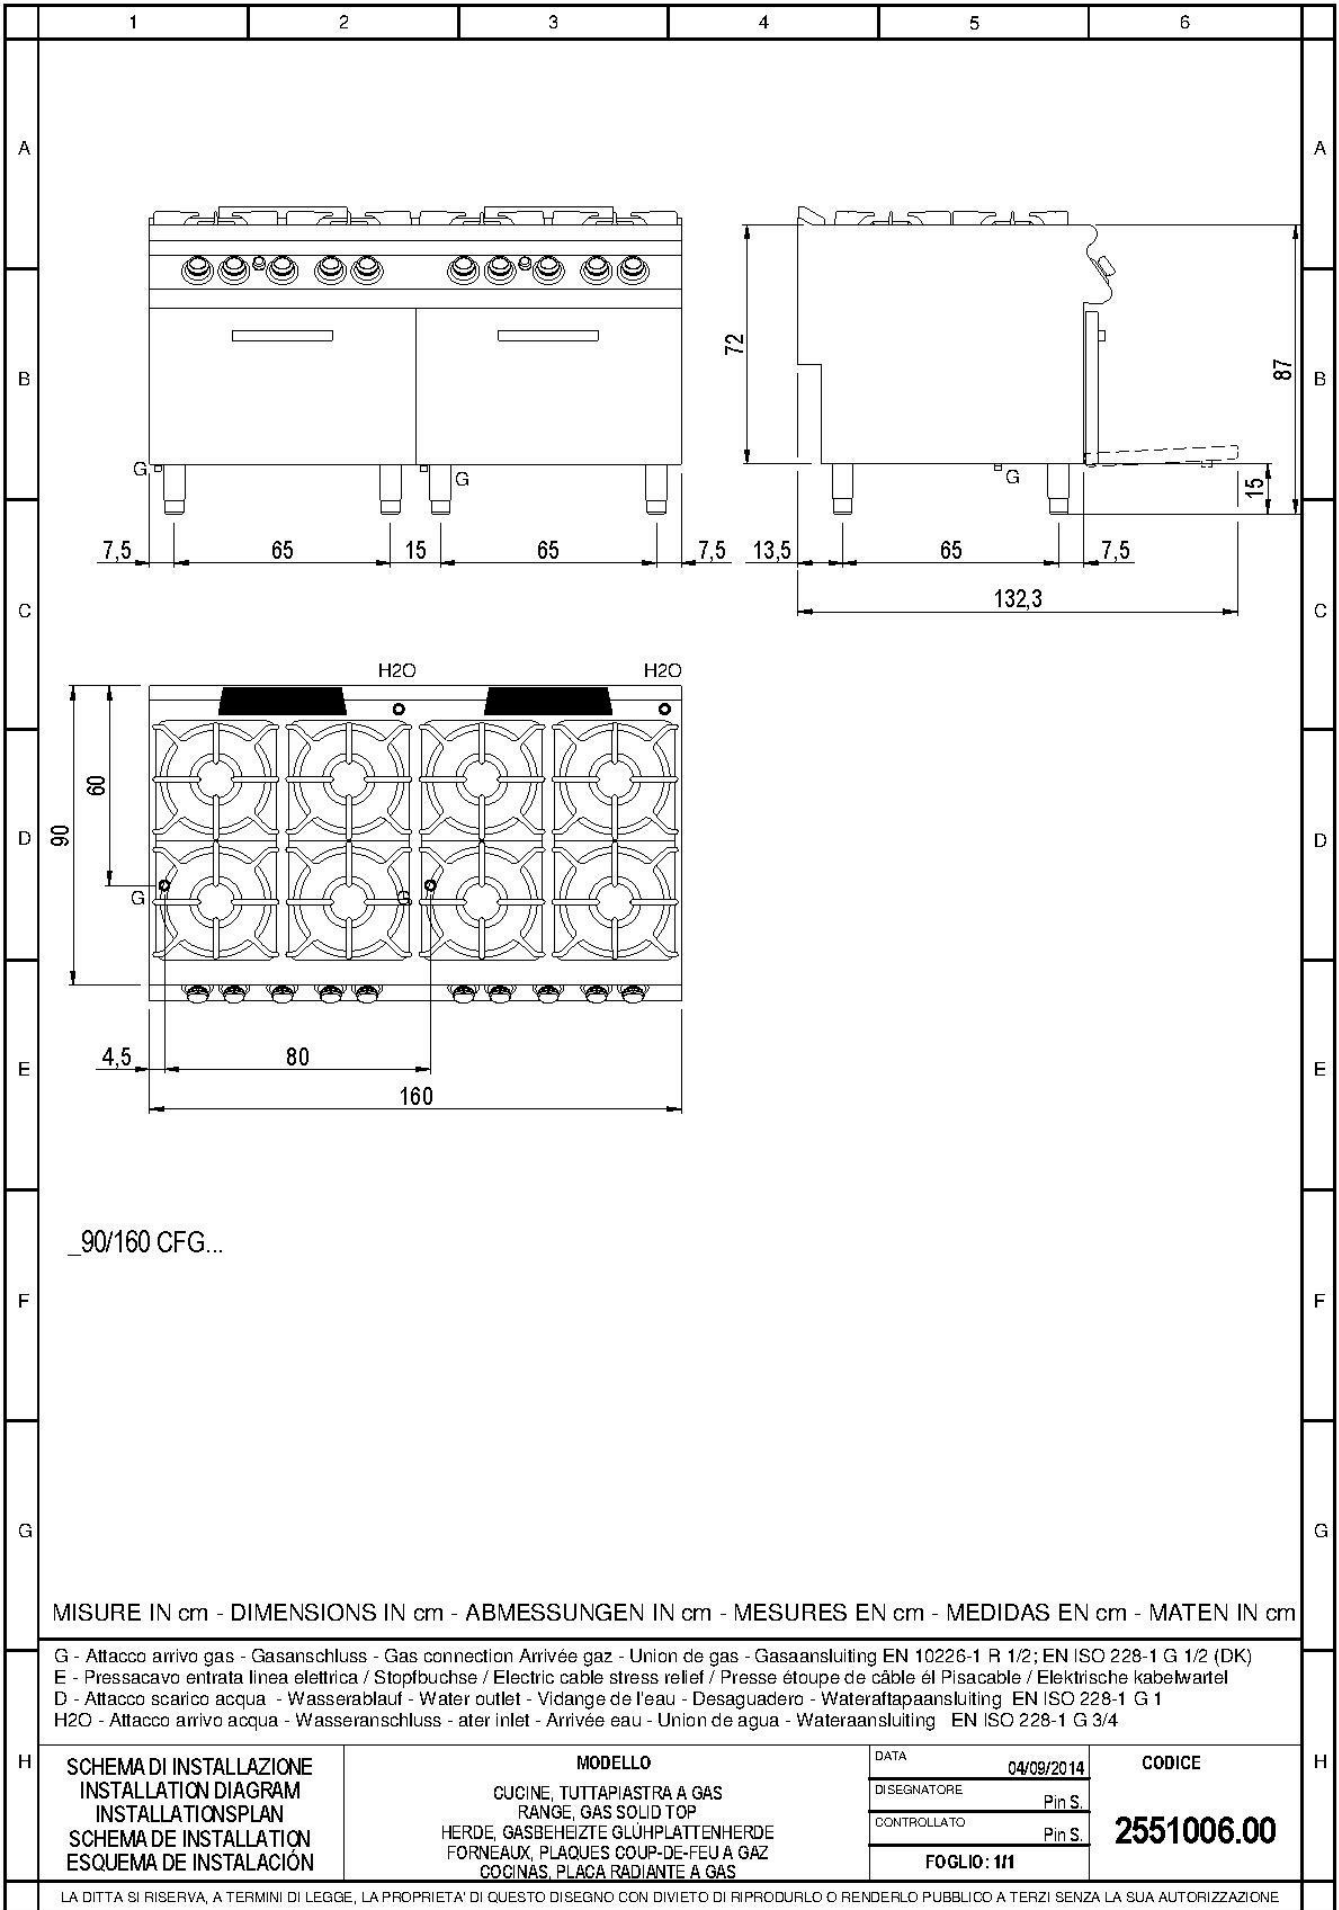 1 2 3 4 5 6
A A
72
87
B B
G G G
15
7,5 65 15 65 7,5 13,5 65 7,5
132,3
C C
H2O H2O
60
90
D D
G G
4,5 80
E E
160
_90/160 CFG...
F F
G G
MISURE IN cm - DIMENSIONS IN cm - ABMESSUNGEN IN cm - MESURES EN cm - MEDIDAS EN cm - MATEN IN cm
G - Attacco arrivo gas - Gasanschluss - Gas connection Arrivée gaz - Union de gas - Gasaansluiting EN 10226-1 R 1/2; EN ISO 228-1 G 1/2 (DK)
E - Pressacavo entrata linea elettrica / Stopfbuchse / Electric cable stress relief / Presse étoupe de câble él Pisacable / Elektrische kabelwartel
D - Attacco scarico acqua - Wasserablauf - Water outlet - Vidange de l'eau - Desaguadero - Wateraftapaansluiting EN ISO 228-1 G 1
H2O - Attacco arrivo acqua - Wasseranschluss - ater inlet - Arrivée eau - Union de agua - Wateraansluiting EN ISO 228-1 G 3/4
H H
SCHEMA DI INSTALLAZIONE
INSTALLATION DIAGRAM
INSTALLATIONSPLAN
SCHEMA DE INSTALLATION
ESQUEMA DE INSTALACIÓN
MODELLO
CUCINE, TUTTAPIASTRA A GAS
RANGE, GAS SOLID TOP
HERDE, GASBEHEIZTE GLÜHPLATTENHERDE
FORNEAUX, PLAQUES COUP-DE-FEU A GAZ
COCINAS, PLACA RADIANTE A GAS
DATA 04/09/2014
DISEGNATORE Pin S.
CONTROLLATO Pin S.
FOGLIO: 1/1
CODICE
2551006.00
LA DITTA SI RISERVA, A TERMINI DI LEGGE, LA PROPRIETA' DI QUESTO DISEGNO CON DIVIETO DI RIPRODURLO O RENDERLO PUBBLICO A TERZI SENZA LA SUA AUTORIZZAZIONE